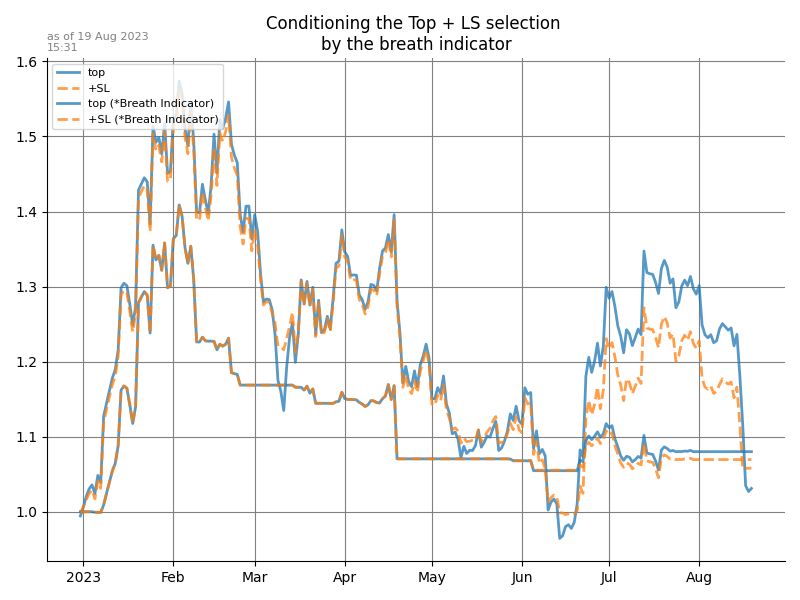 Conditioning the Top + LS selection
by the breath indicator
as of 19 Aug 2023
15:31
1.6
1.5
1.4
1.3
1.2
1.1
1.0
top
+SL
top (*Breath Indicator)
+SL (*Breath Indicator)
2023 Feb Mar Apr May Jun Jul Aug